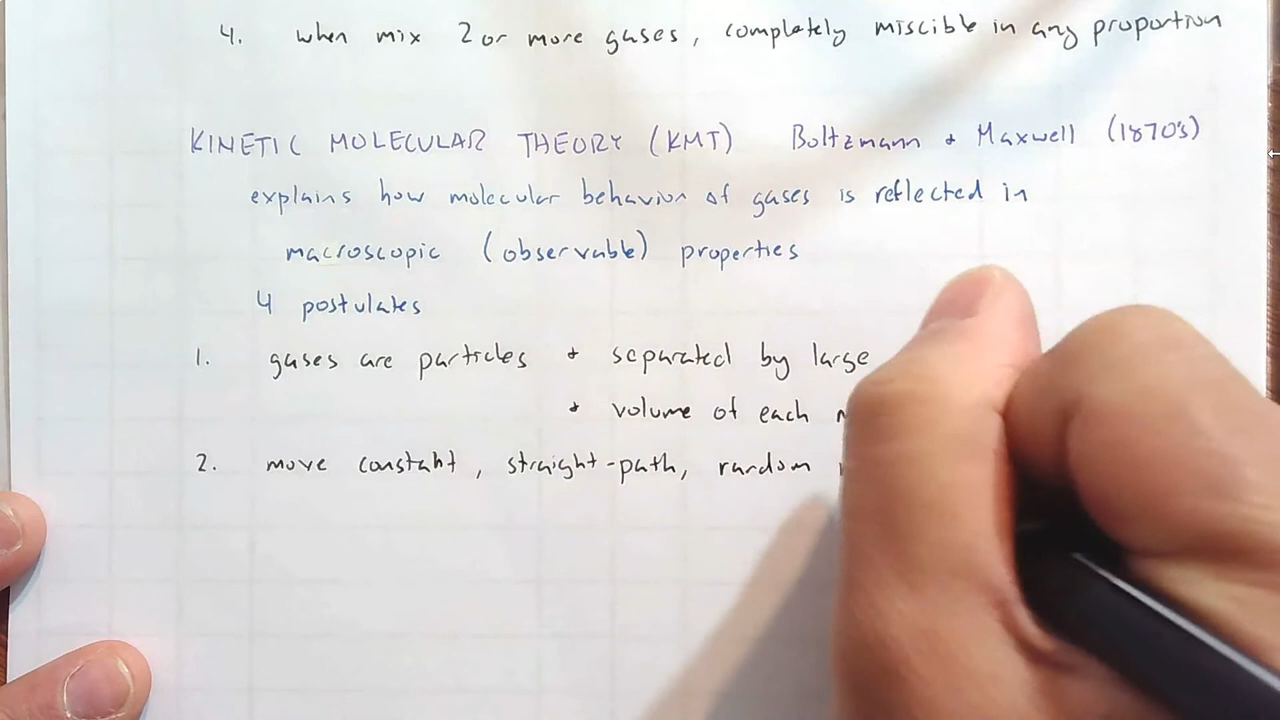 4. when mix 2 or more gases, completely miscible in any proportion
KINETIC MOLECULAR THEORY (KMT) Boltzmann + Maxwell (1870's)
explains how molecular behavior of gases is reflected in
macroscopic (observable) properties
4 postulates
1. gases are particles + separated by large
+ volume of each
2. move constant, straight-path, random